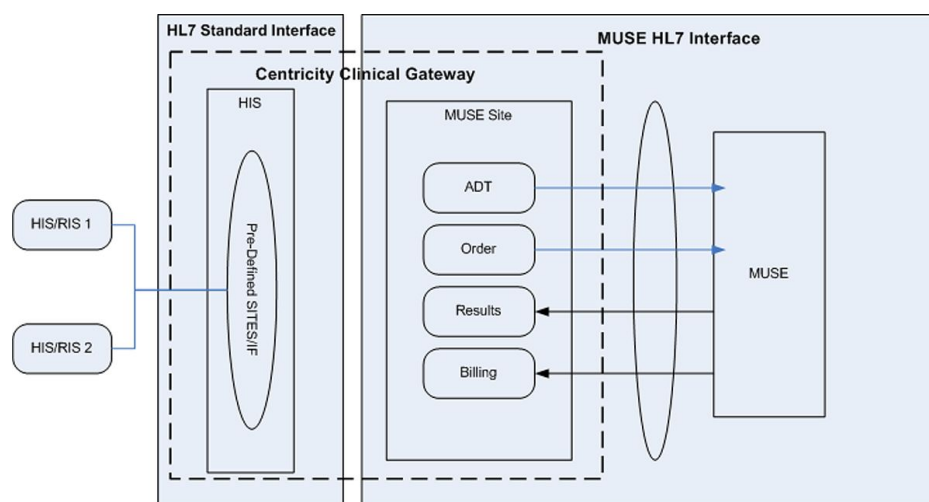 HL7 Standard Interface
MUSE HL7 Interface
Centricity Clinical Gateway
HIS
MUSE Site
HIS/RIS 1
HIS/RIS 2
Pre-Defined SITES/IF
ADT
Order
Results
Billing
MUSE